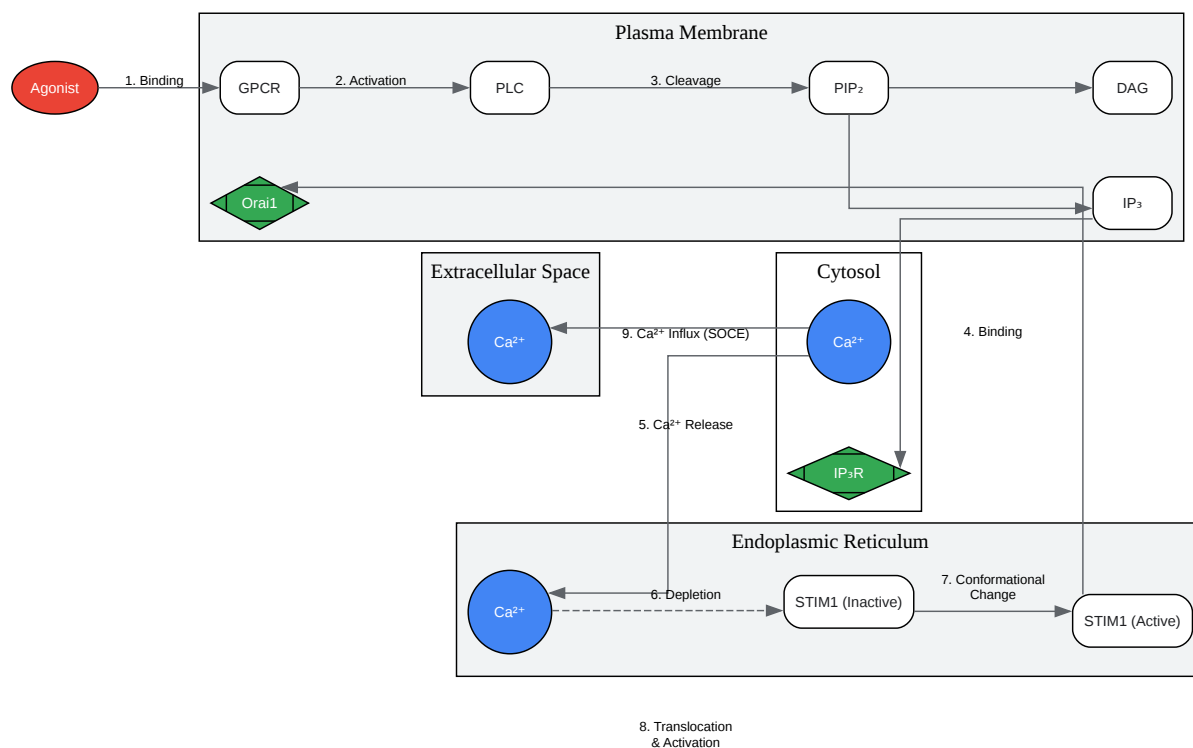 Plasma Membrane
Agonist
1. Binding
GPCR
2. Activation
PLC
3. Cleavage
PIP₂
DAG
Orai1
IP₃
Extracellular Space
Cytosol
Ca²⁺
9. Ca²⁺ Influx (SOCE)
Ca²⁺
4. Binding
5. Ca²⁺ Release
IP₃R
Endoplasmic Reticulum
Ca²⁺
6. Depletion
STIM1 (Inactive)
7. Conformational
Change
STIM1 (Active)
8. Translocation
& Activation